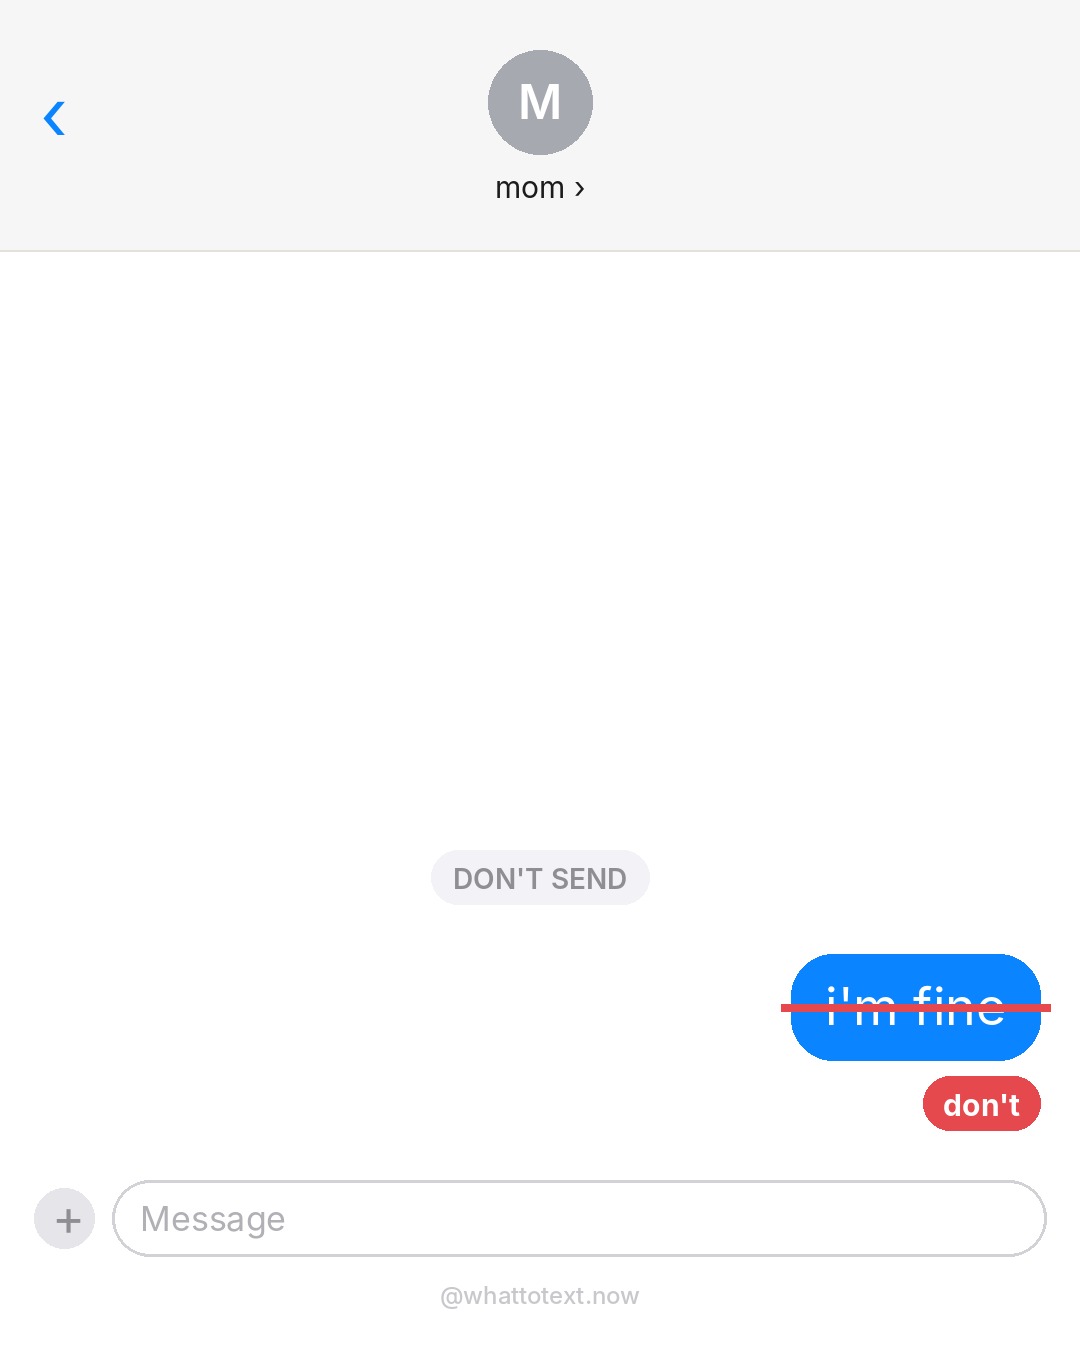 M
mom ›
DON'T SEND
i'm fine
don't
+
Message
@whattotext.now